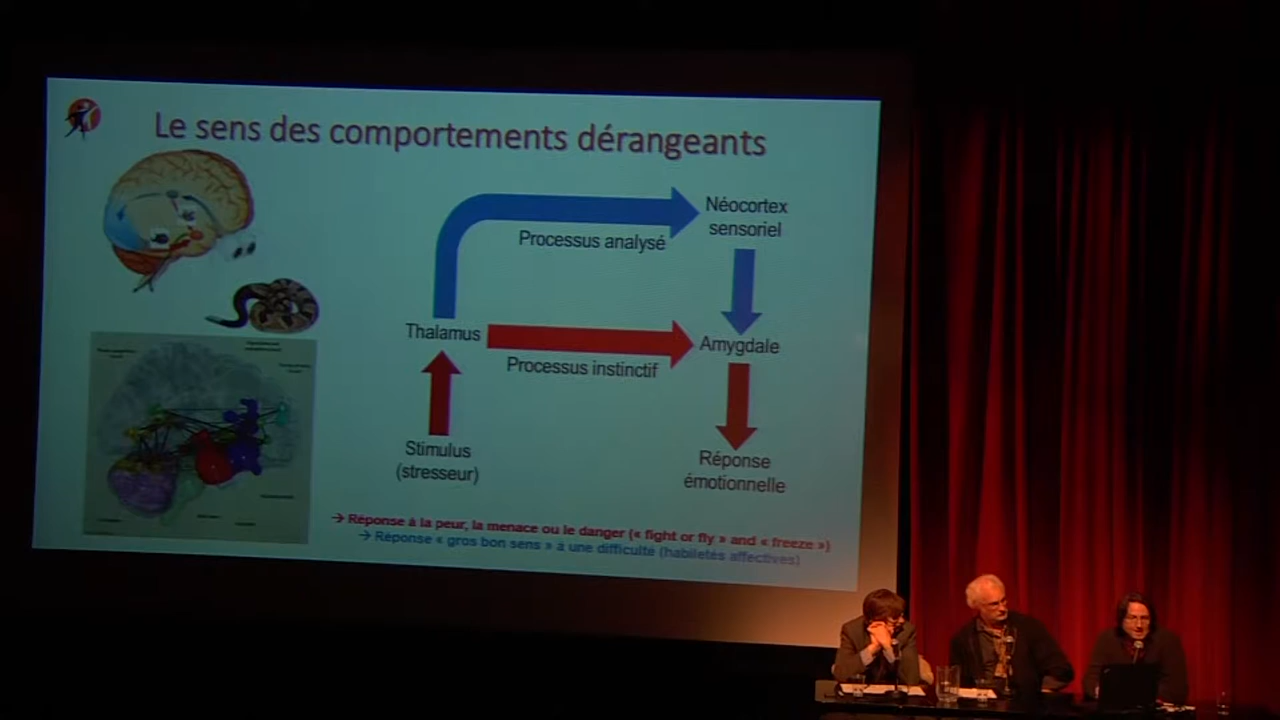 Le sens des comportements dérangeants
Néocortex
sensoriel
Processus analysé
Thalamus
Amygdale
Processus instinctif
Stimulus
(stresseur)
Réponse
émotionnelle
→ Réponse à la peur, la menace ou le danger (« fight or fly » and « freeze »)
→ Réponse « gros bon sens » à une difficulté (habiletés affectives)